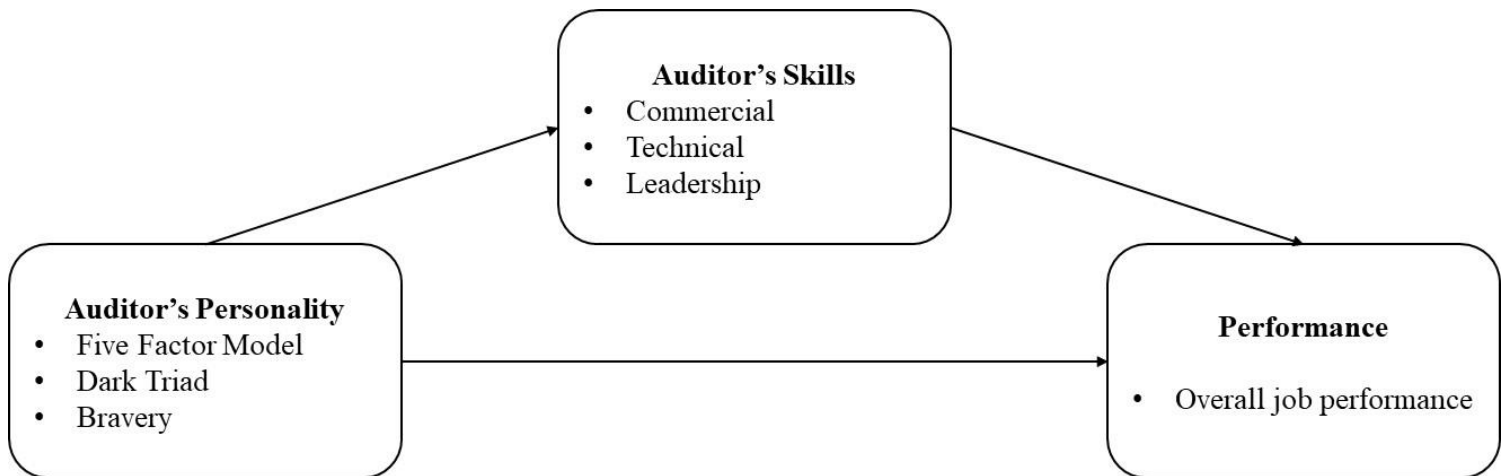 Auditor’s Skills
• Commercial
• Technical
• Leadership
Auditor’s Personality
• Five Factor Model
• Dark Triad
• Bravery
Performance
• Overall job performance